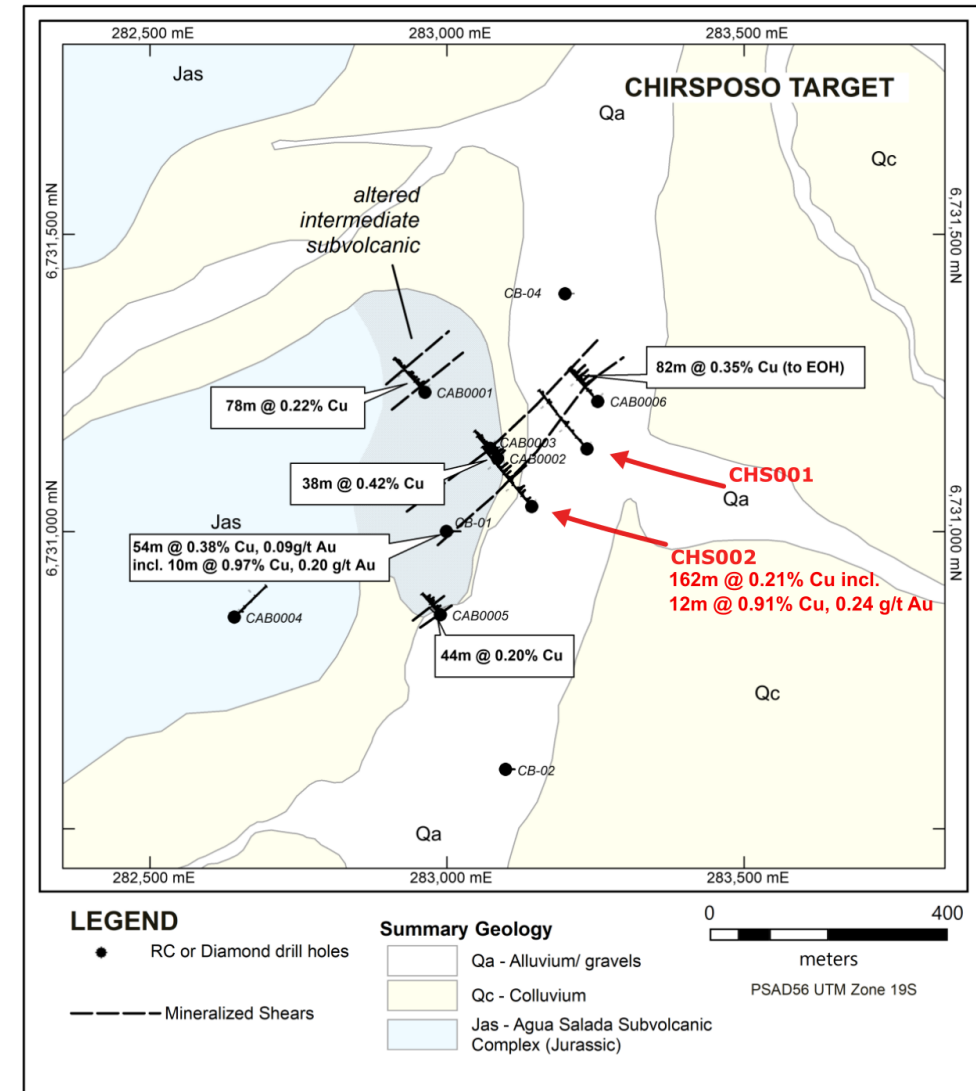 282,500 mE
283,000 mE
283,500 mE
Jas
CHIRSPOSO TARGET
Qa
Qc
altered
intermediate
subvolcanic
6,731,500 mN
6,731,500 mN
CB-04
82m @ 0.35% Cu (to EOH)
78m @ 0.22% Cu
CAB0001
CAB0006
CAB0003
CAB0002
38m @ 0.42% Cu
CHS001
Qa
6,731,000 mN
6,731,000 mN
Jas
CB-01
54m @ 0.38% Cu, 0.09g/t Au
incl. 10m @ 0.97% Cu, 0.20 g/t Au
CHS002
162m @ 0.21% Cu incl.
12m @ 0.91% Cu, 0.24 g/t Au
CAB0004
CAB0005
44m @ 0.20% Cu
Qc
CB-02
Qa
282,500 mE
283,000 mE
283,500 mE
LEGEND
RC or Diamond drill holes
Mineralized Shears
Summary Geology
Qa - Alluvium/ gravels
Qc - Colluvium
Jas - Agua Salada Subvolcanic
Complex (Jurassic)
0
400
meters
PSAD56 UTM Zone 19S